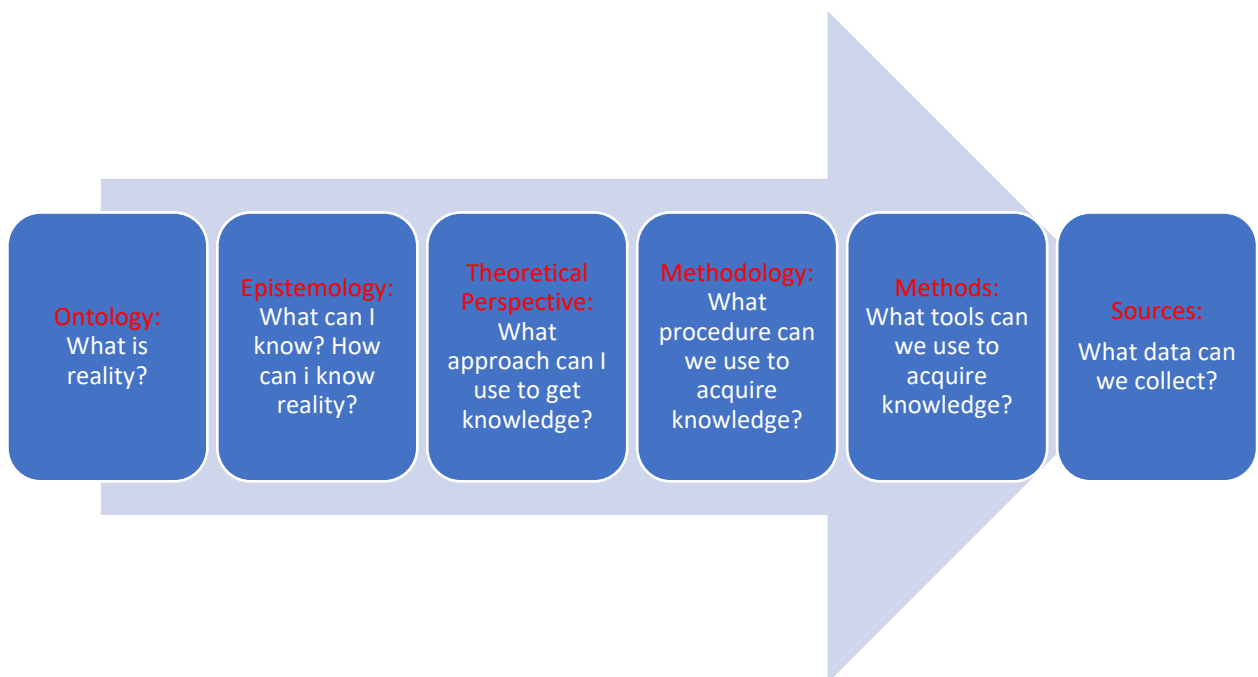 Ontology:
What is
reality?
Epistemology:
What can I
know? How
can i know
reality?
Theoretical
Perspective:
What
approach can I
use to get
knowledge?
Methodology:
What
procedure can
we use to
acquire
knowledge?
Methods:
What tools can
we use to
acquire
knowledge?
Sources:
What data can
we collect?